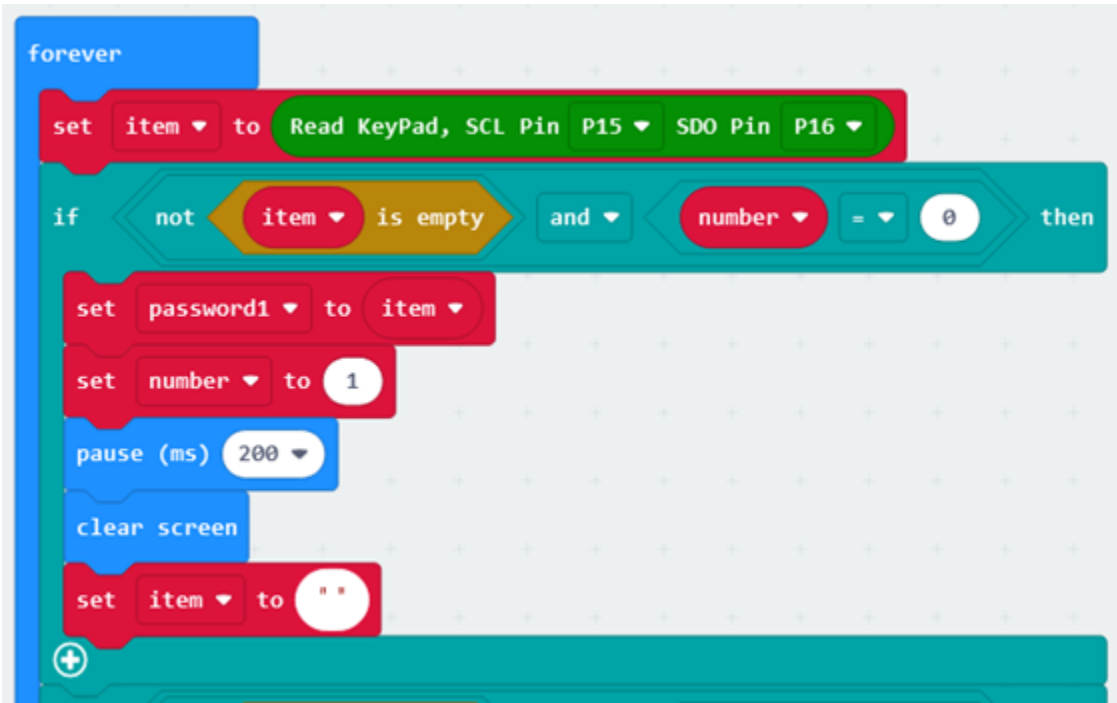 forever
set item to Read KeyPad, SCL Pin P15 SDO Pin P16
if not item is empty and number = 0 then
set password1 to item
set number to 1
pause (ms) 200
clear screen
set item to " "